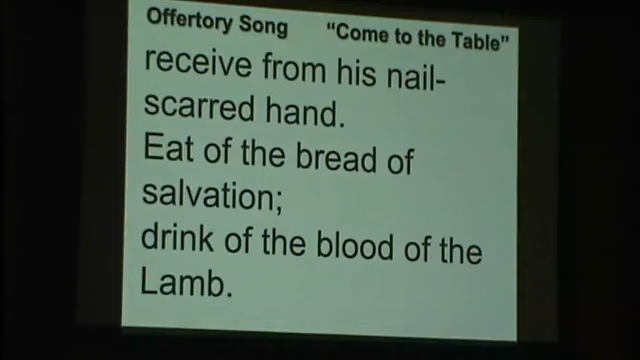 Offertory Song “Come to the Table”
receive from his nail-
scarred hand.
Eat of the bread of
salvation;
drink of the blood of the
Lamb.